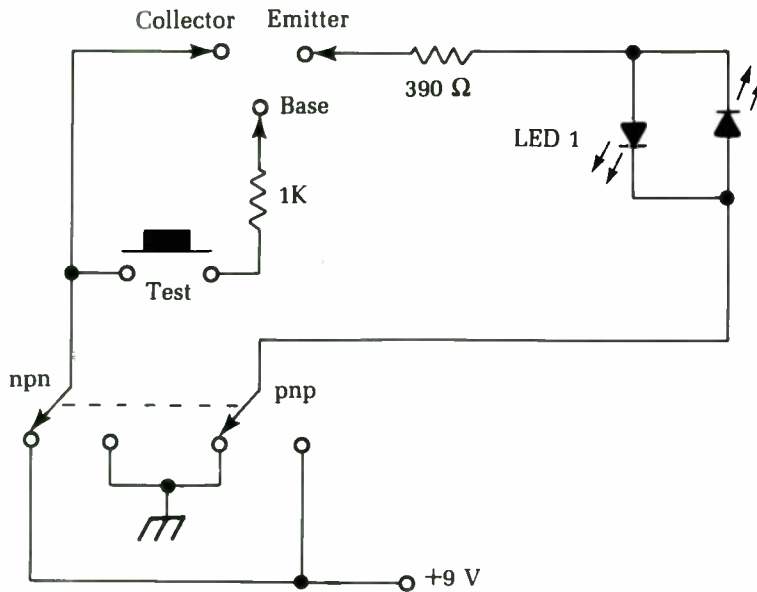 Collector Emitter
390 Ω
Base
LED 1
1K
Test
npn
pnp
+9 V